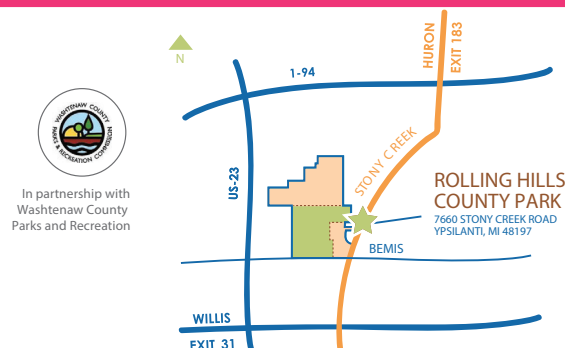 HURON
EXIT 183
N
1-94
WASHTENAW COUNTY
PARKS & RECREATION COMMISSION
STONY CREEK
In partnership with
Washtenaw County
Parks and Recreation
US-23
ROLLING HILLS
COUNTY PARK
7660 STONY CREEK ROAD
YPSILANTI, MI 48197
BEMIS
WILLIS
EXIT 31